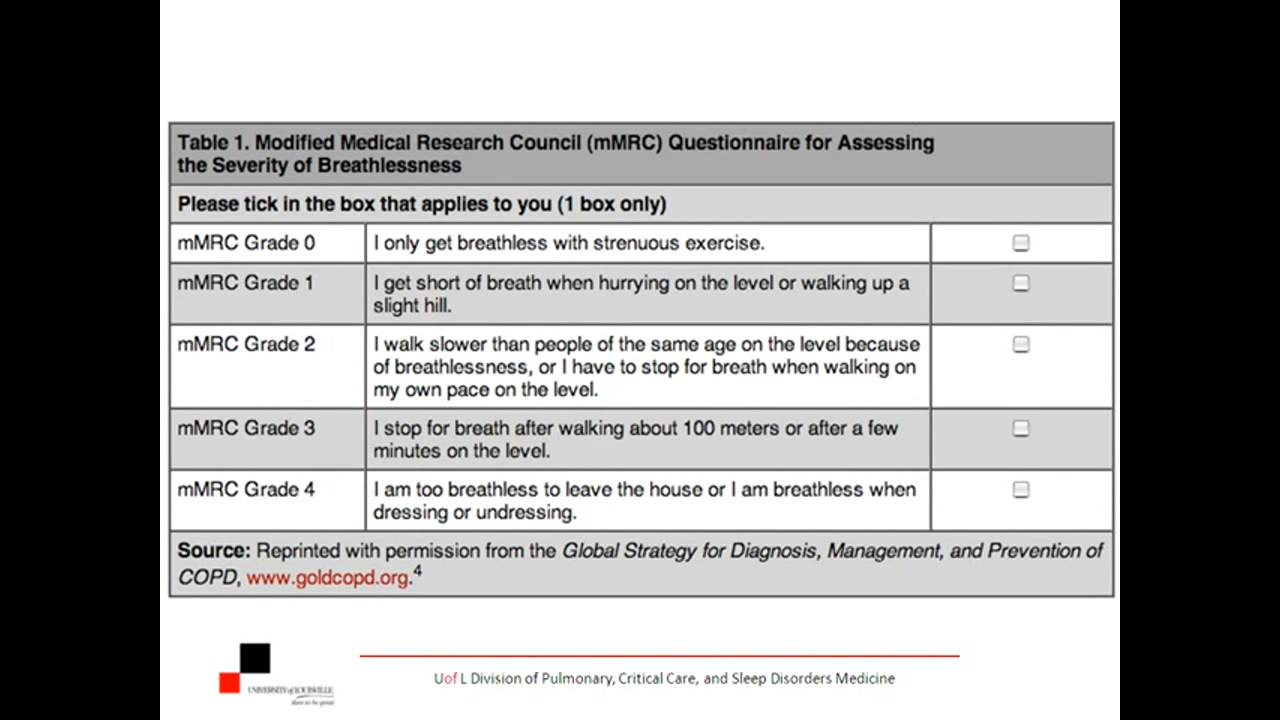 Table 1. Modified Medical Research Council (mMRC) Questionnaire for Assessing
the Severity of Breathlessness
Please tick in the box that applies to you (1 box only)
mMRC Grade 0 I only get breathless with strenuous exercise.
mMRC Grade 1 I get short of breath when hurrying on the level or walking up a
slight hill.
mMRC Grade 2 I walk slower than people of the same age on the level because
of breathlessness, or I have to stop for breath when walking on
my own pace on the level.
mMRC Grade 3 I stop for breath after walking about 100 meters or after a few
minutes on the level.
mMRC Grade 4 I am too breathless to leave the house or I am breathless when
dressing or undressing.
Source: Reprinted with permission from the Global Strategy for Diagnosis, Management, and Prevention of
COPD, www.goldcopd.org.4
UNIVERSITY of LOUISVILLE
dare to be great
UofL Division of Pulmonary, Critical Care, and Sleep Disorders Medicine